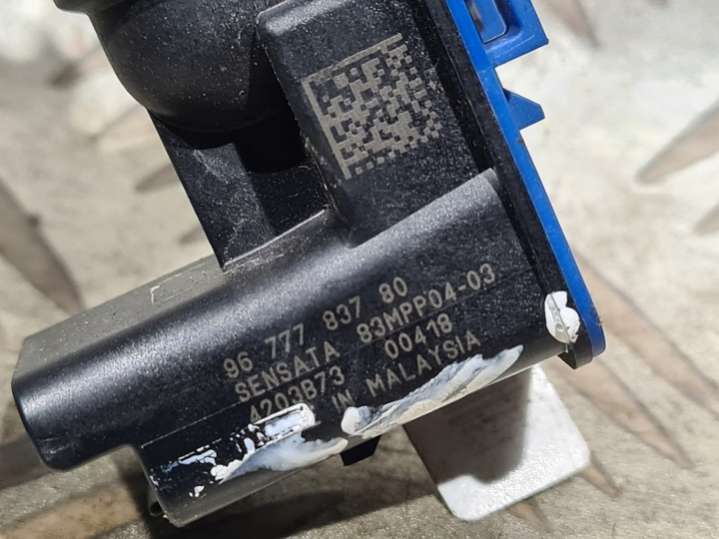 96 777 837 80
SENSATA 83MPP04-03
4203B73 00418
IN MALAYSIA